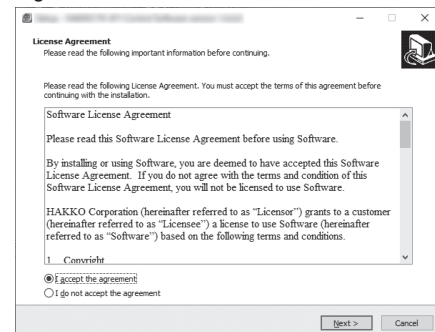 License Agreement
Please read the following important information before continuing.
Please read the following License Agreement. You must accept the terms of this agreement before
continuing with the installation.
Software License Agreement
Please read this Software License Agreement before using Software.
By installing or using Software, you are deemed to have accepted this Software
License Agreement.  If you do not agree with the terms and condition of this
Software License Agreement, you will not be licensed to use Software.
HAKKO Corporation (hereinafter referred to as “Licensor”) grants to a customer
(hereinafter referred to as “Licensee”) a license to use Software (hereinafter
referred to as “Software”) based on the following terms and conditions.
1    Copyright
I accept the agreement
I do not accept the agreement
Next >
Cancel